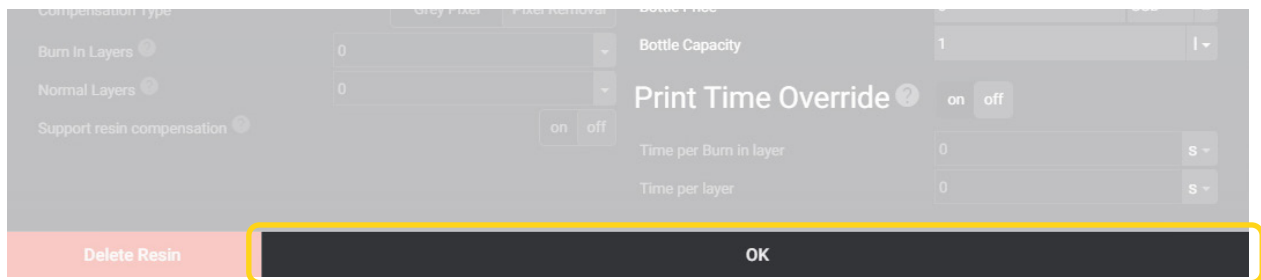 Compensation Type
Grey Pixel Pixel Removal
Burn In Layers ? 0
Normal Layers ? 0
Support resin compensation ? on off
Bottle Price
Bottle Capacity 1 l
Print Time Override ? on off
Time per Burn in layer 0 s
Time per layer 0 s
Delete Resin
OK